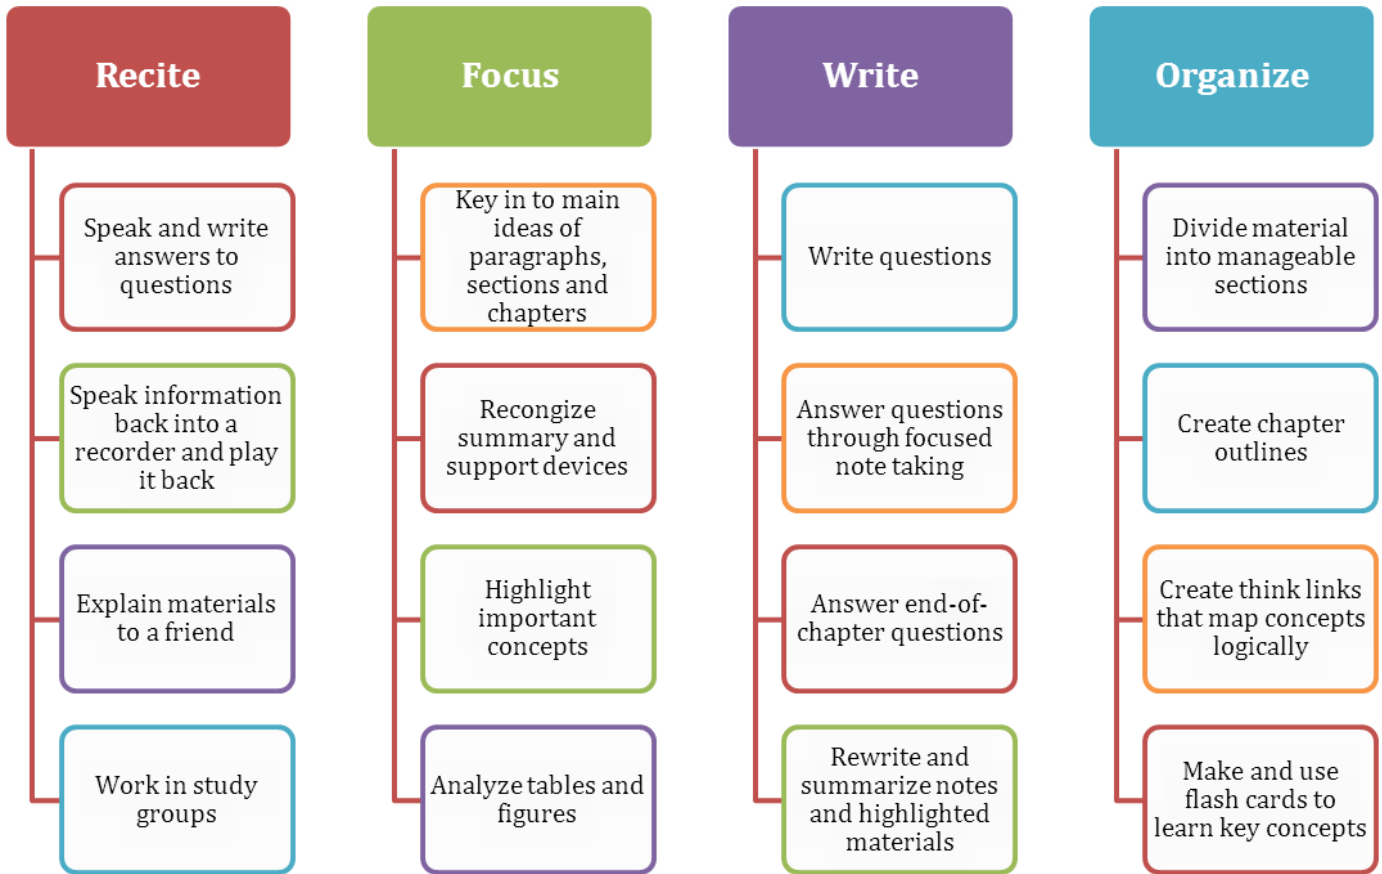 Recite
Speak and write
answers to
questions
Speak information
back into a
recorder and play
it back
Explain materials
to a friend
Work in study
groups
Focus
Key in to main
ideas of
paragraphs,
sections and
chapters
Recongize
summary and
support devices
Highlight
important
concepts
Analyze tables and
figures
Write
Write questions
Answer questions
through focused
note taking
Answer end-of-
chapter questions
Rewrite and
summarize notes
and highlighted
materials
Organize
Divide material
into manageable
sections
Create chapter
outlines
Create think links
that map concepts
logically
Make and use
flash cards to
learn key concepts